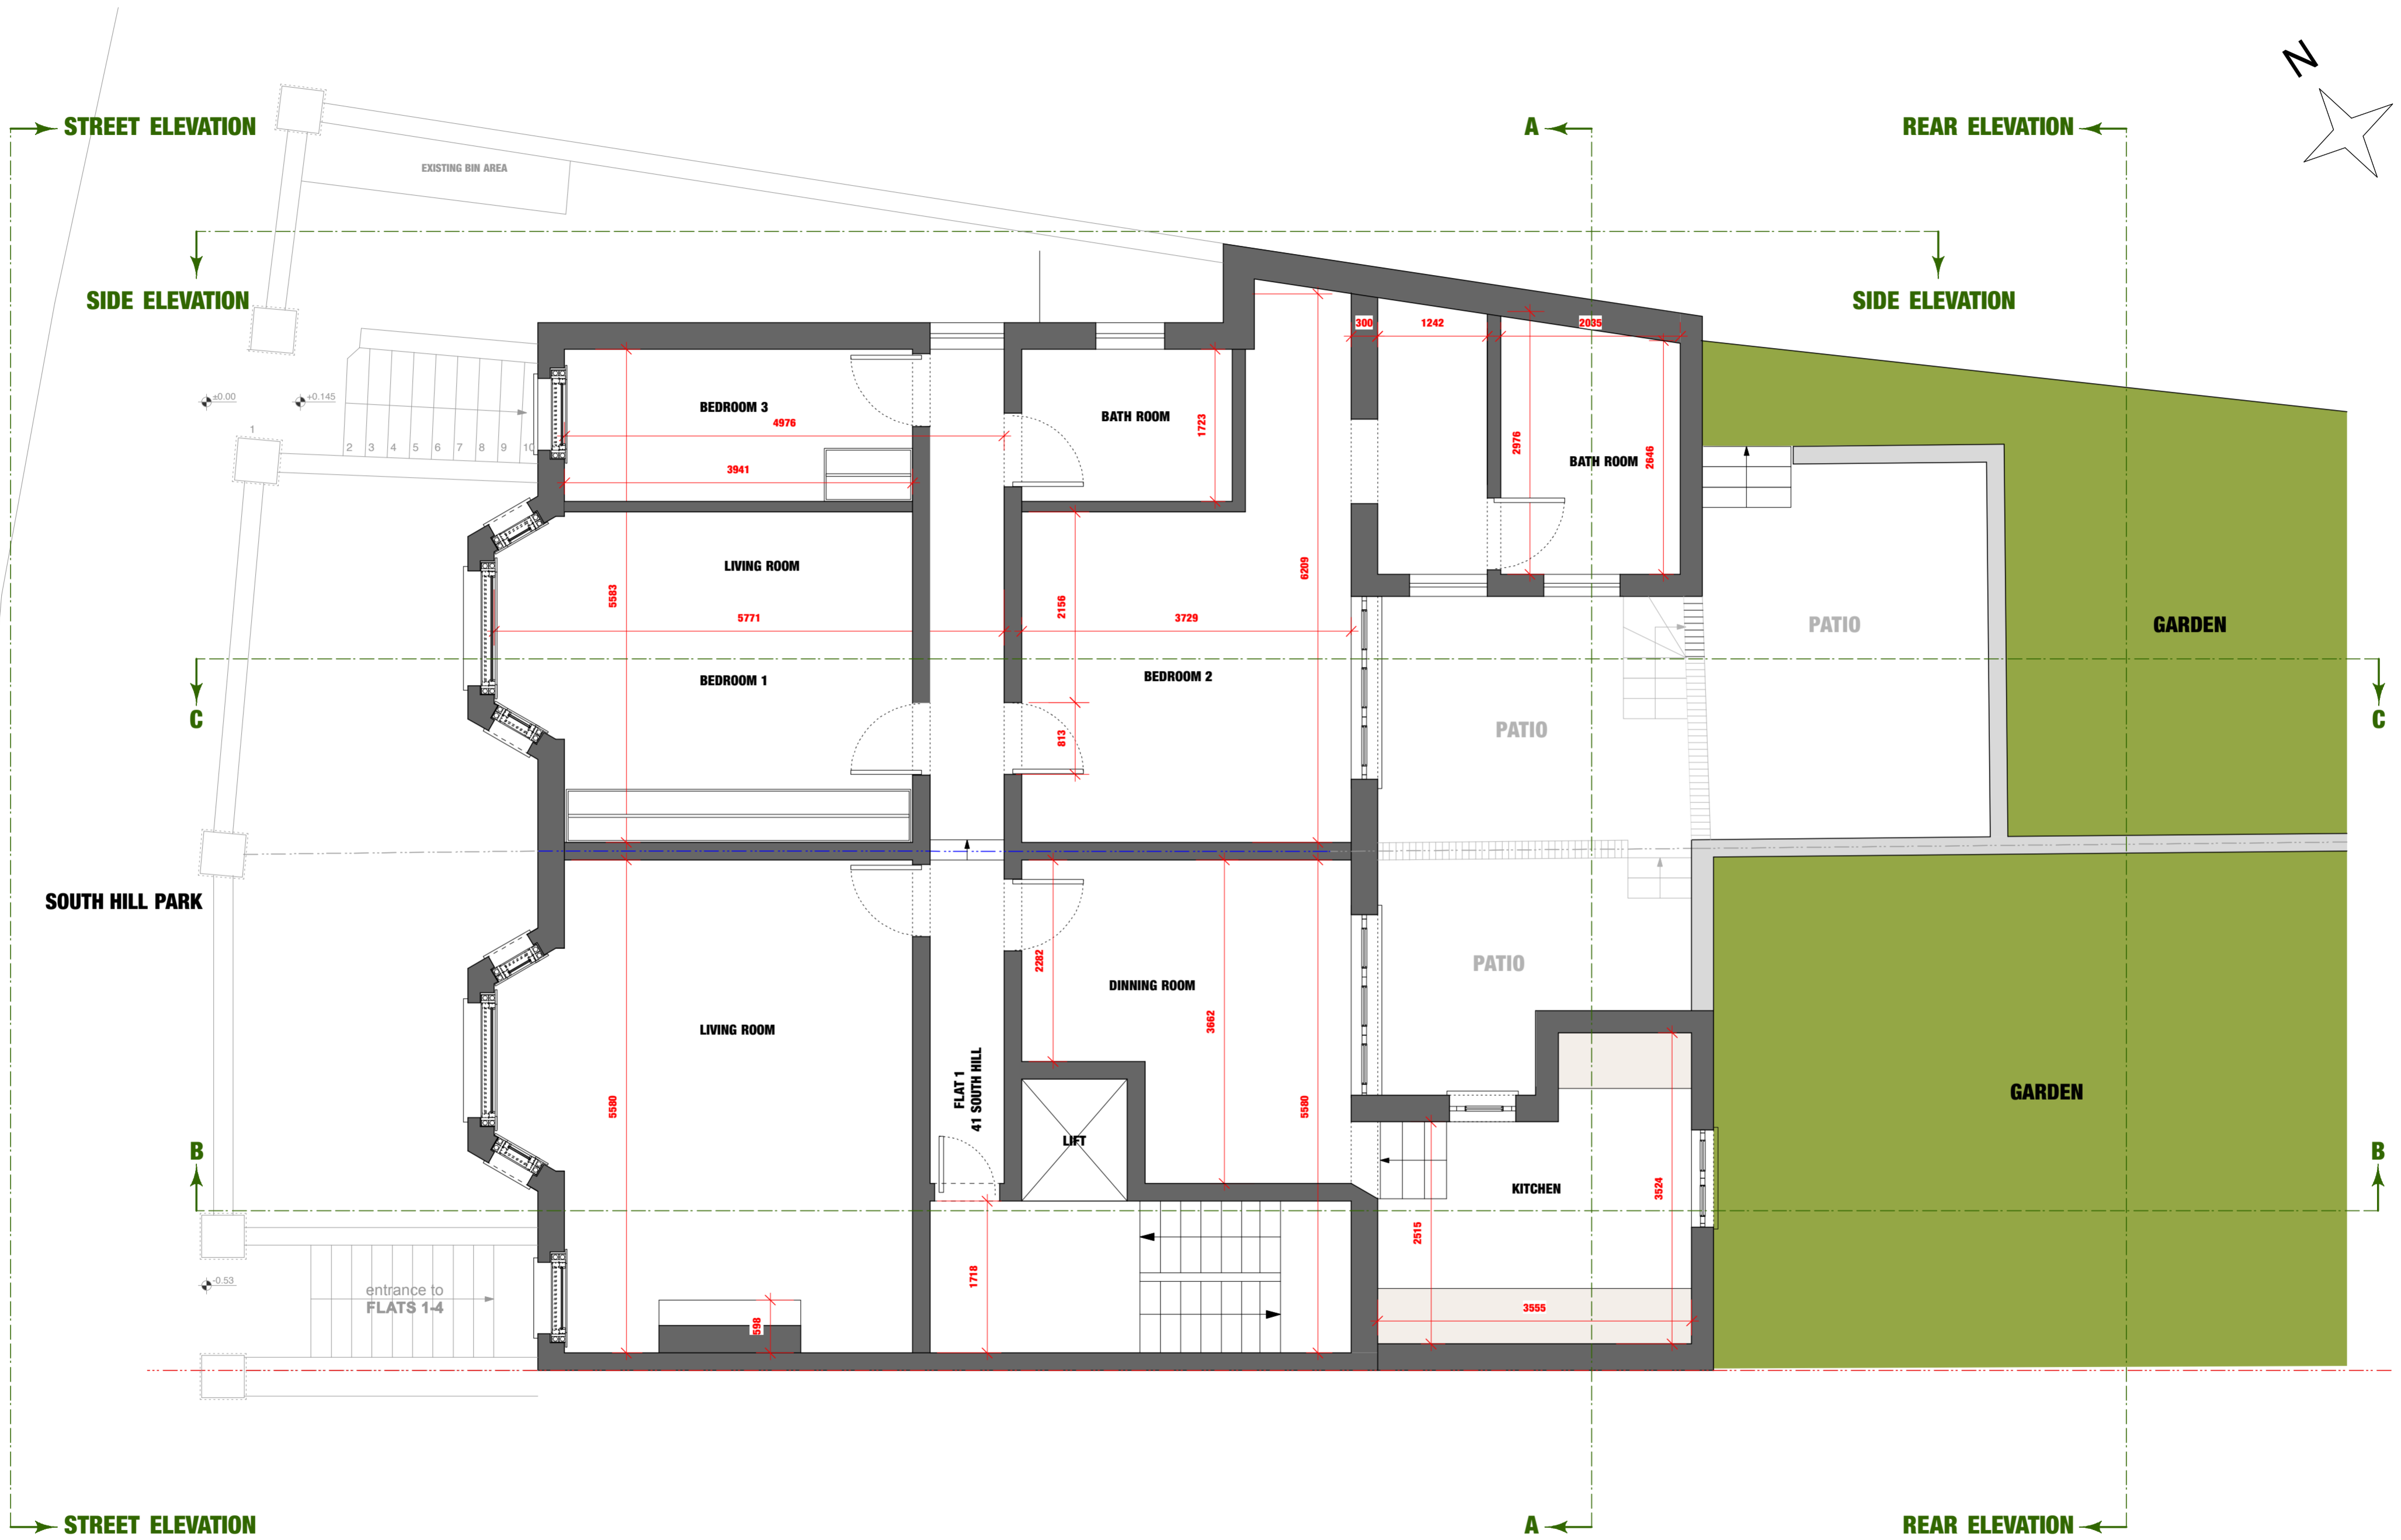 N
STREET ELEVATION
A
REAR ELEVATION
EXISTING BIN AREA
SIDE ELEVATION
SIDE ELEVATION
300
1242
2035
±0.00
+0.145
1
2 3 4 5 6 7 8 9 10
BEDROOM 3
4976
3941
BATH ROOM
1723
2976
BATH ROOM
2646
LIVING ROOM
5583
5771
2156
3729
6209
BEDROOM 1
BEDROOM 2
813
PATIO
PATIO
GARDEN
C
C
SOUTH HILL PARK
2282
DINNING ROOM
3662
PATIO
LIVING ROOM
5580
FLAT 1
41 SOUTH HILL
LIFT
5580
GARDEN
B
B
KITCHEN
3524
2515
1718
3555
598
-0.53
entrance to
FLATS 1-4
STREET ELEVATION
A
REAR ELEVATION